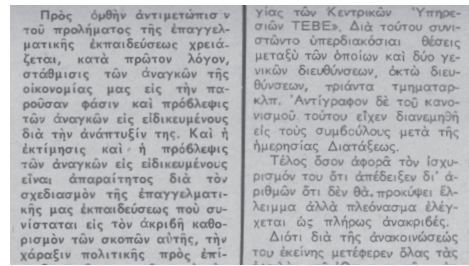 Πρὸς ὀρθὴν ἀντιμετώπισιν
τοῦ προλήματος τῆς ἐπαγγελ-
ματικῆς ἐκπαιδεύσεως χρειά-
ζεται, κατὰ πρῶτον λόγον,
στάθμισις τῶν ἀναγκῶν τῆς
οἰκονομίας μας εἰς τὴν πα-
ροῦσαν φάσιν καὶ πρόβλεψις
τῶν ἀναγκῶν εἰς εἰδικευμένους
διὰ τὴν ἀνάπτυξίν της. Καὶ ἡ
ἐκτίμησις καὶ ἡ πρόβλεψις
τῶν ἀναγκῶν εἰς εἰδικευμένους
εἶναι ἀπαραίτητος διὰ τὸν
σχεδιασμὸν τῆς ἐπαγγελματι-
κῆς μας ἐκπαιδεύσεως ποὺ συ-
νίσταται εἰς τὸν ἀκριβῆ καθο-
ρισμὸν τῶν σκοπῶν αὐτῆς, τὴν
χάραξιν πολιτικῆς πρὸς ἐπί-
γίας τῶν Κεντρικῶν Ὑπηρε-
σιῶν ΤΕΒΕ». Διὰ τούτου συνι-
στῶντο ὑπερδιακόσιαι θέσεις
μεταξὺ τῶν ὁποίων καὶ δύο γε-
νικῶν διευθύνσεων, ὀκτὼ διευ-
θύνσεων, τριάντα τμηματαρ-
κλπ. Ἀντίγραφον δὲ τοῦ κανο-
νισμοῦ τούτου εἶχεν διανεμηθῆ
εἰς τοὺς συμβούλους μετὰ τῆς
ἡμερησίας Διατάξεως.
Τέλος ὅσον ἀφορᾶ τὸν ἰσχυ-
ρισμόν του ὅτι ἀπέδειξεν δι' ἀ-
ριθμῶν ὅτι δὲν θὰ, προκύψει ἔλ-
λειμμα ἀλλὰ πλεόνασμα ἐλέγ-
χεται ὡς πλήρως ἀνακριβές.
Διότι διὰ τῆς ἀνακοινώσεώς
του ἐκείνης μετέφερεν ὅλας τὰς